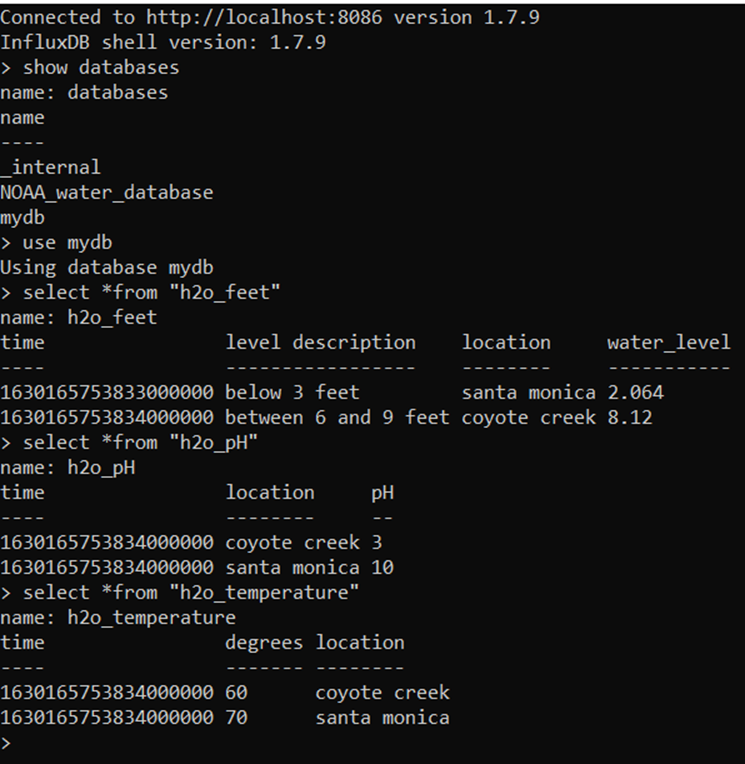 Connected to http://localhost:8086 version 1.7.9
InfluxDB shell version: 1.7.9
> show databases
name: databases
name
----
_internal
NOAA_water_database
mydb
> use mydb
Using database mydb
> select *from "h2o_feet"
name: h2o_feet
time                level description    location     water_level
----                -----------------    --------     -----------
1630165753833000000 below 3 feet         santa monica 2.064
1630165753834000000 between 6 and 9 feet coyote creek 8.12
> select *from "h2o_pH"
name: h2o_pH
time                location     pH
----                --------     --
1630165753834000000 coyote creek 3
1630165753834000000 santa monica 10
> select *from "h2o_temperature"
name: h2o_temperature
time                degrees location
----                ------- --------
1630165753834000000 60      coyote creek
1630165753834000000 70      santa monica
>